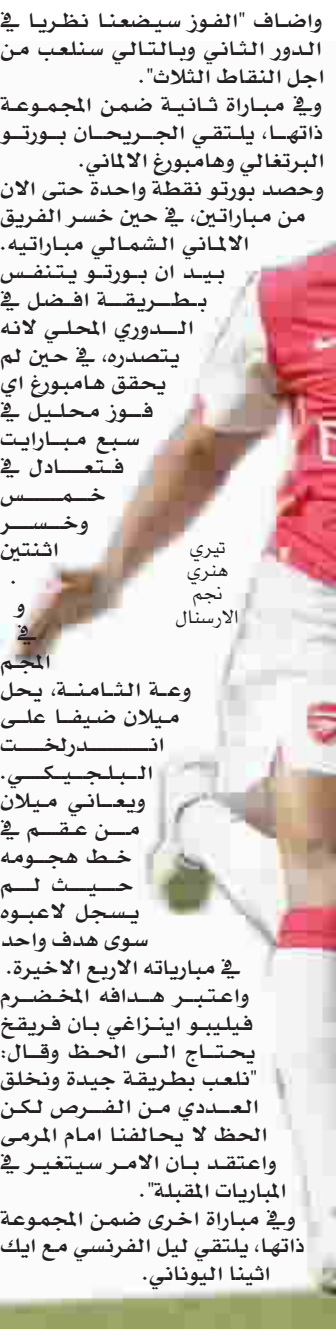 واضاف "الفوز سيضعنا نظريا في
الدور الثاني وبالتالي سنلعب من
اجل النقاط الثلاث".
وفي مباراة ثانية ضمن المجموعة
ذاتها، يلتقي الجريحان بورتو
البرتغالي وهامبورغ الالماني.
وحصد بورتو نقطة واحدة حتى الان
من مباراتين، في حين خسر الفريق
الالماني الشمالي مباراتيه.
بيد ان بورتو يتنفس
بطريقة افضل في
الدوري المحلي لانه
يتصدره، في حين لم
يحقق هامبورغ اي
فوز محليل في
سبع مبارايت
فتعادل في
خمس
وخسر
اثنتين
.
و
في
المجم
وعة الثامنة، يحل
ميلان ضيفا على
اندرلخت
البلجيكي.
ويعاني ميلان
من عقم في
خط هجومه
حيث لم
يسجل لاعبوه
سوى هدف واحد
في مبارياته الاربع الاخيرة.
واعتبر هدافه المخضرم
فيليبو اينزاغي بان فريقخ
يحتاج الى الحظ وقال:
"نلعب بطريقة جيدة ونخلق
العددي من الفرص لكن
الحظ لا يحالفنا امام المرمى
واعتقد بان الامر سيتغير في
المباريات المقبلة".
وفي مباراة اخرى ضمن المجموعة
ذاتها، يلتقي ليل الفرنسي مع ايك
اثينا اليوناني.
تيري
هنري
نجم
الارسنال